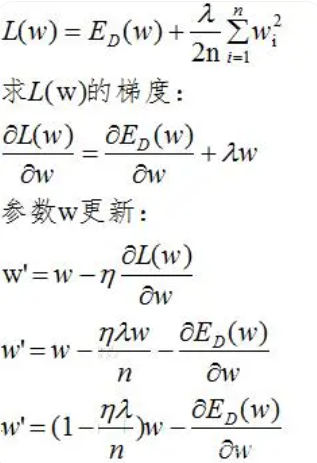 L(w) = E_D(w) + \frac{\lambda}{2n} \sum_{i=1}^{n} w_i^2
求L(w)的梯度：
\frac{\partial L(w)}{\partial w} = \frac{\partial E_D(w)}{\partial w} + \lambda w
参数w更新：
w' = w - \eta \frac{\partial L(w)}{\partial w}
w' = w - \frac{\eta \lambda w}{n} - \frac{\partial E_D(w)}{\partial w}
w' = (1 - \frac{\eta \lambda}{n})w - \frac{\partial E_D(w)}{\partial w}